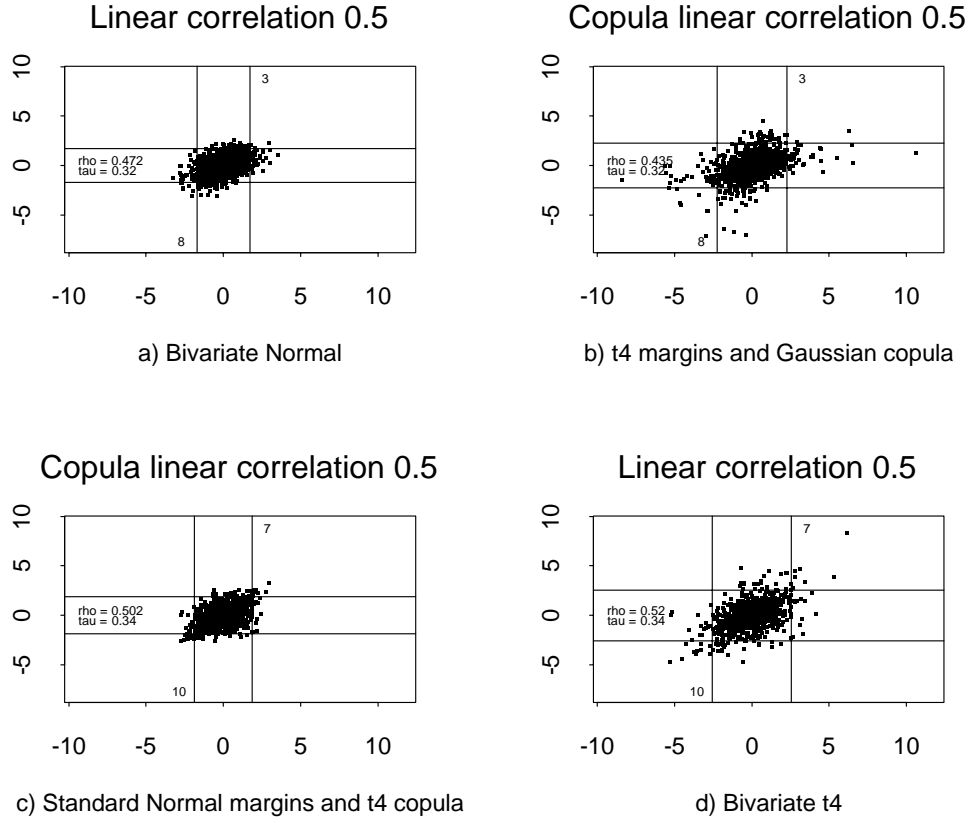 Linear correlation 0.5
10
5
0
-5
3
rho = 0.472
tau = 0.32
8
-10 -5 0 5 10
a) Bivariate Normal
Copula linear correlation 0.5
10
5
0
-5
3
rho = 0.435
tau = 0.32
8
-10 -5 0 5 10
b) t4 margins and Gaussian copula
Copula linear correlation 0.5
10
5
0
-5
7
rho = 0.502
tau = 0.34
10
-10 -5 0 5 10
c) Standard Normal margins and t4 copula
Linear correlation 0.5
10
5
0
-5
7
rho = 0.52
tau = 0.34
10
-10 -5 0 5 10
d) Bivariate t4